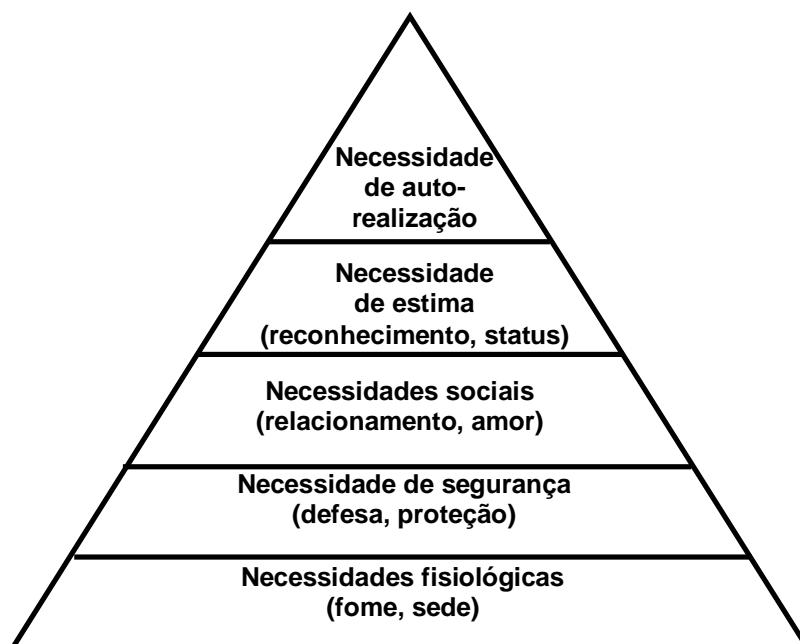 Necessidade
de auto-
realização
Necessidade
de estima
(reconhecimento, status)
Necessidades sociais
(relacionamento, amor)
Necessidade de segurança
(defesa, proteção)
Necessidades fisiológicas
(fome, sede)